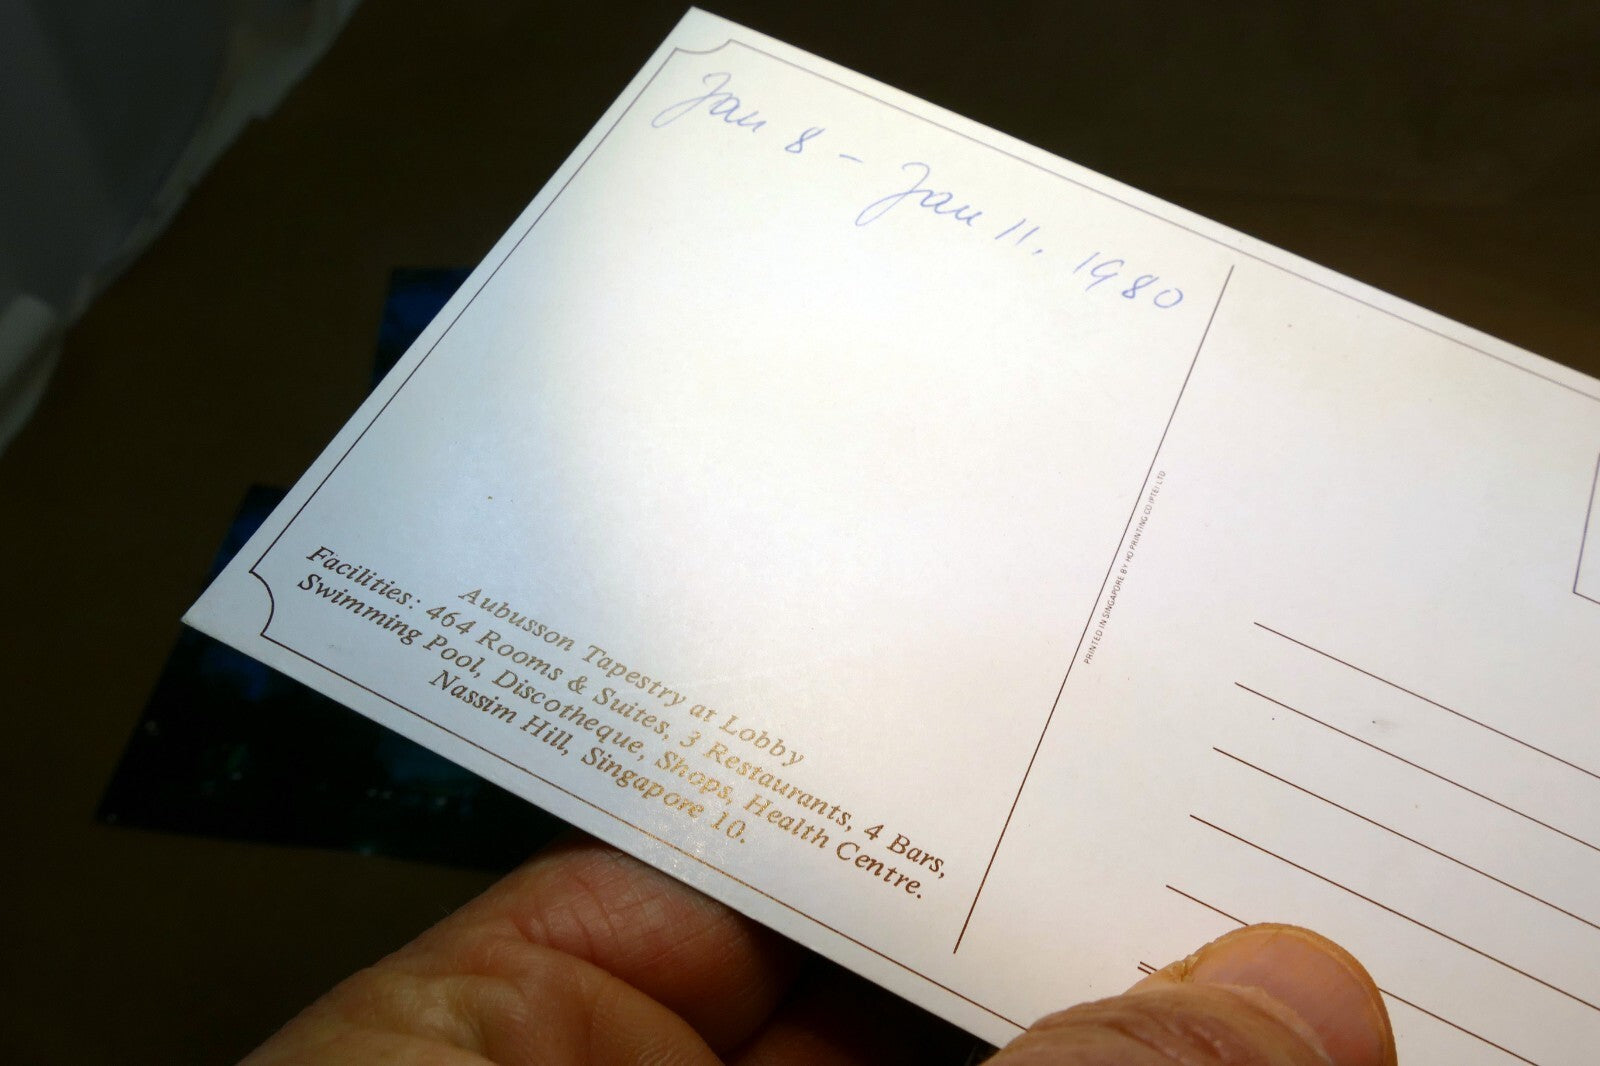 Jan 8 - Jan 11, 1980
Aubusson Tapestry at Lobby
Facilities: 464 Rooms & Suites, 3 Restaurants, 4 Bars,
Swimming Pool, Discotheque, Shops, Health Centre.
Nassim Hill, Singapore 10.
PRINTED IN SINGAPORE BY HO PRINTING CO (PTE) LTD